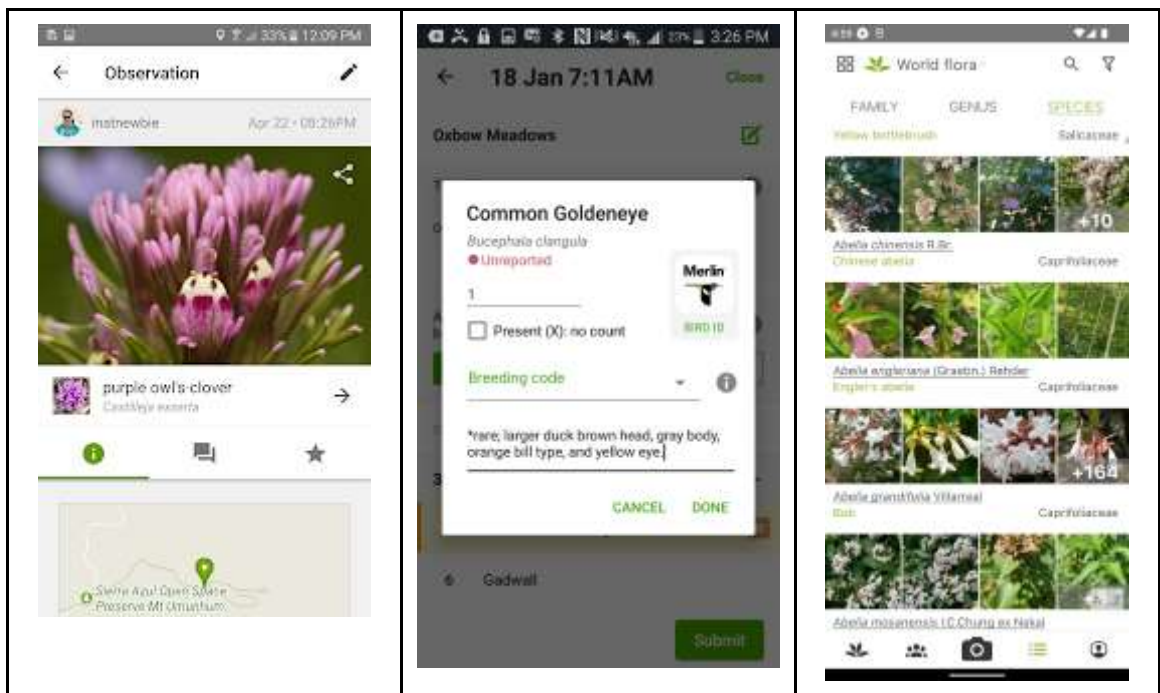 33% 12:09 PM
Observation
Apr 22 • 08:26PM
purple owl's-clover
Castilleja exserta
Sierra Azul Open Space
Preserve Mt Umunhum
3:26 PM
18 Jan 7:11AM
Close
Oxbow Meadows
Common Goldeneye
Bucephala clangula
Unreported
1
Present (X): no count
Merlin
BIRD ID
Breeding code
*rare; larger duck brown head, gray body,
orange bill type, and yellow eye.
CANCEL DONE
6 Gadwall
Submit
World flora
FAMILY GENUS SPECIES
Yellow bottlebrush Salicaceae
+10
Abelia chinensis R.Br.
Chinese abelia Caprifoliaceae
Abelia engleriana (Graebn.) Rehder
Engler's abelia Caprifoliaceae
+164
Abelia grandifolia Villarreal
Caprifoliaceae
Abelia mosanensis I.C.Chung ex Nakai